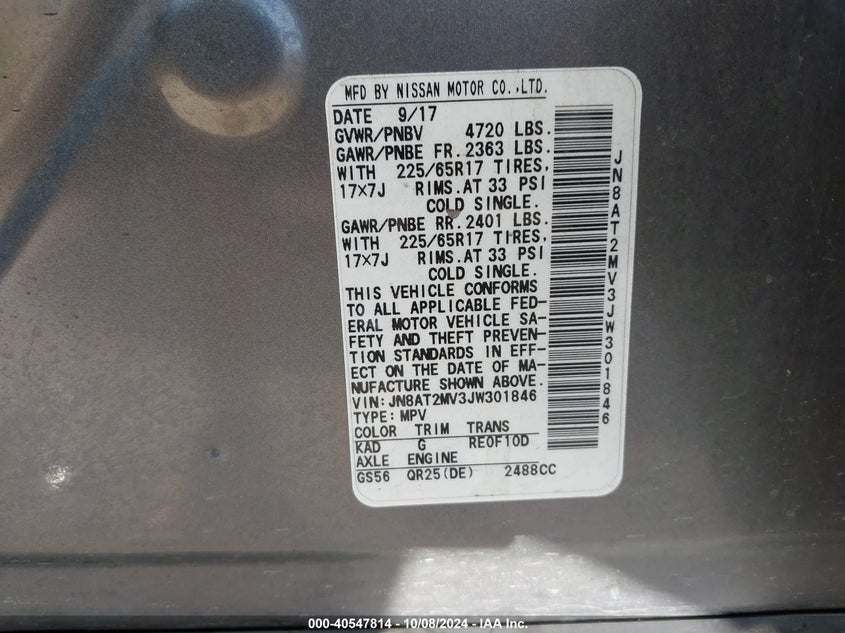 MFD BY NISSAN MOTOR CO.,LTD.
DATE 9/17
GVWR/PNBV 4720 LBS.
GAWR/PNBE FR. 2363 LBS.
WITH 225/65R17 TIRES,
17×7J RIMS. AT 33 PSI
COLD SINGLE.
GAWR/PNBE RR. 2401 LBS.
WITH 225/65R17 TIRES,
17×7J RIMS. AT 33 PSI
COLD SINGLE.
THIS VEHICLE CONFORMS
TO ALL APPLICABLE FED-
ERAL MOTOR VEHICLE SA-
FETY AND THEFT PREVEN-
TION STANDARDS IN EFF-
ECT ON THE DATE OF MA-
NUFACTURE SHOWN ABOVE.
VIN:JN8AT2MV3JW301846
TYPE:MPV
COLOR TRIM TRANS
KAD G RE0F10D
AXLE ENGINE
GS56 QR25(DE) 2488CC
JN8AT2MV3JW301846
000-40547814 - 10/08/2024 - IAA Inc.